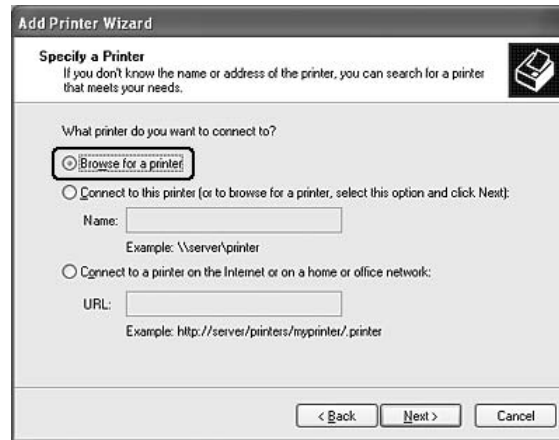 Add Printer Wizard
Specify a Printer
If you don't know the name or address of the printer, you can search for a printer
that meets your needs.
What printer do you want to connect to?
Browse for a printer
Connect to this printer (or to browse for a printer, select this option and click Next):
Name:
Example: \\server\printer
Connect to a printer on the Internet or on a home or office network:
URL:
Example: http://server/printers/myprinter/.printer
< Back
Next >
Cancel